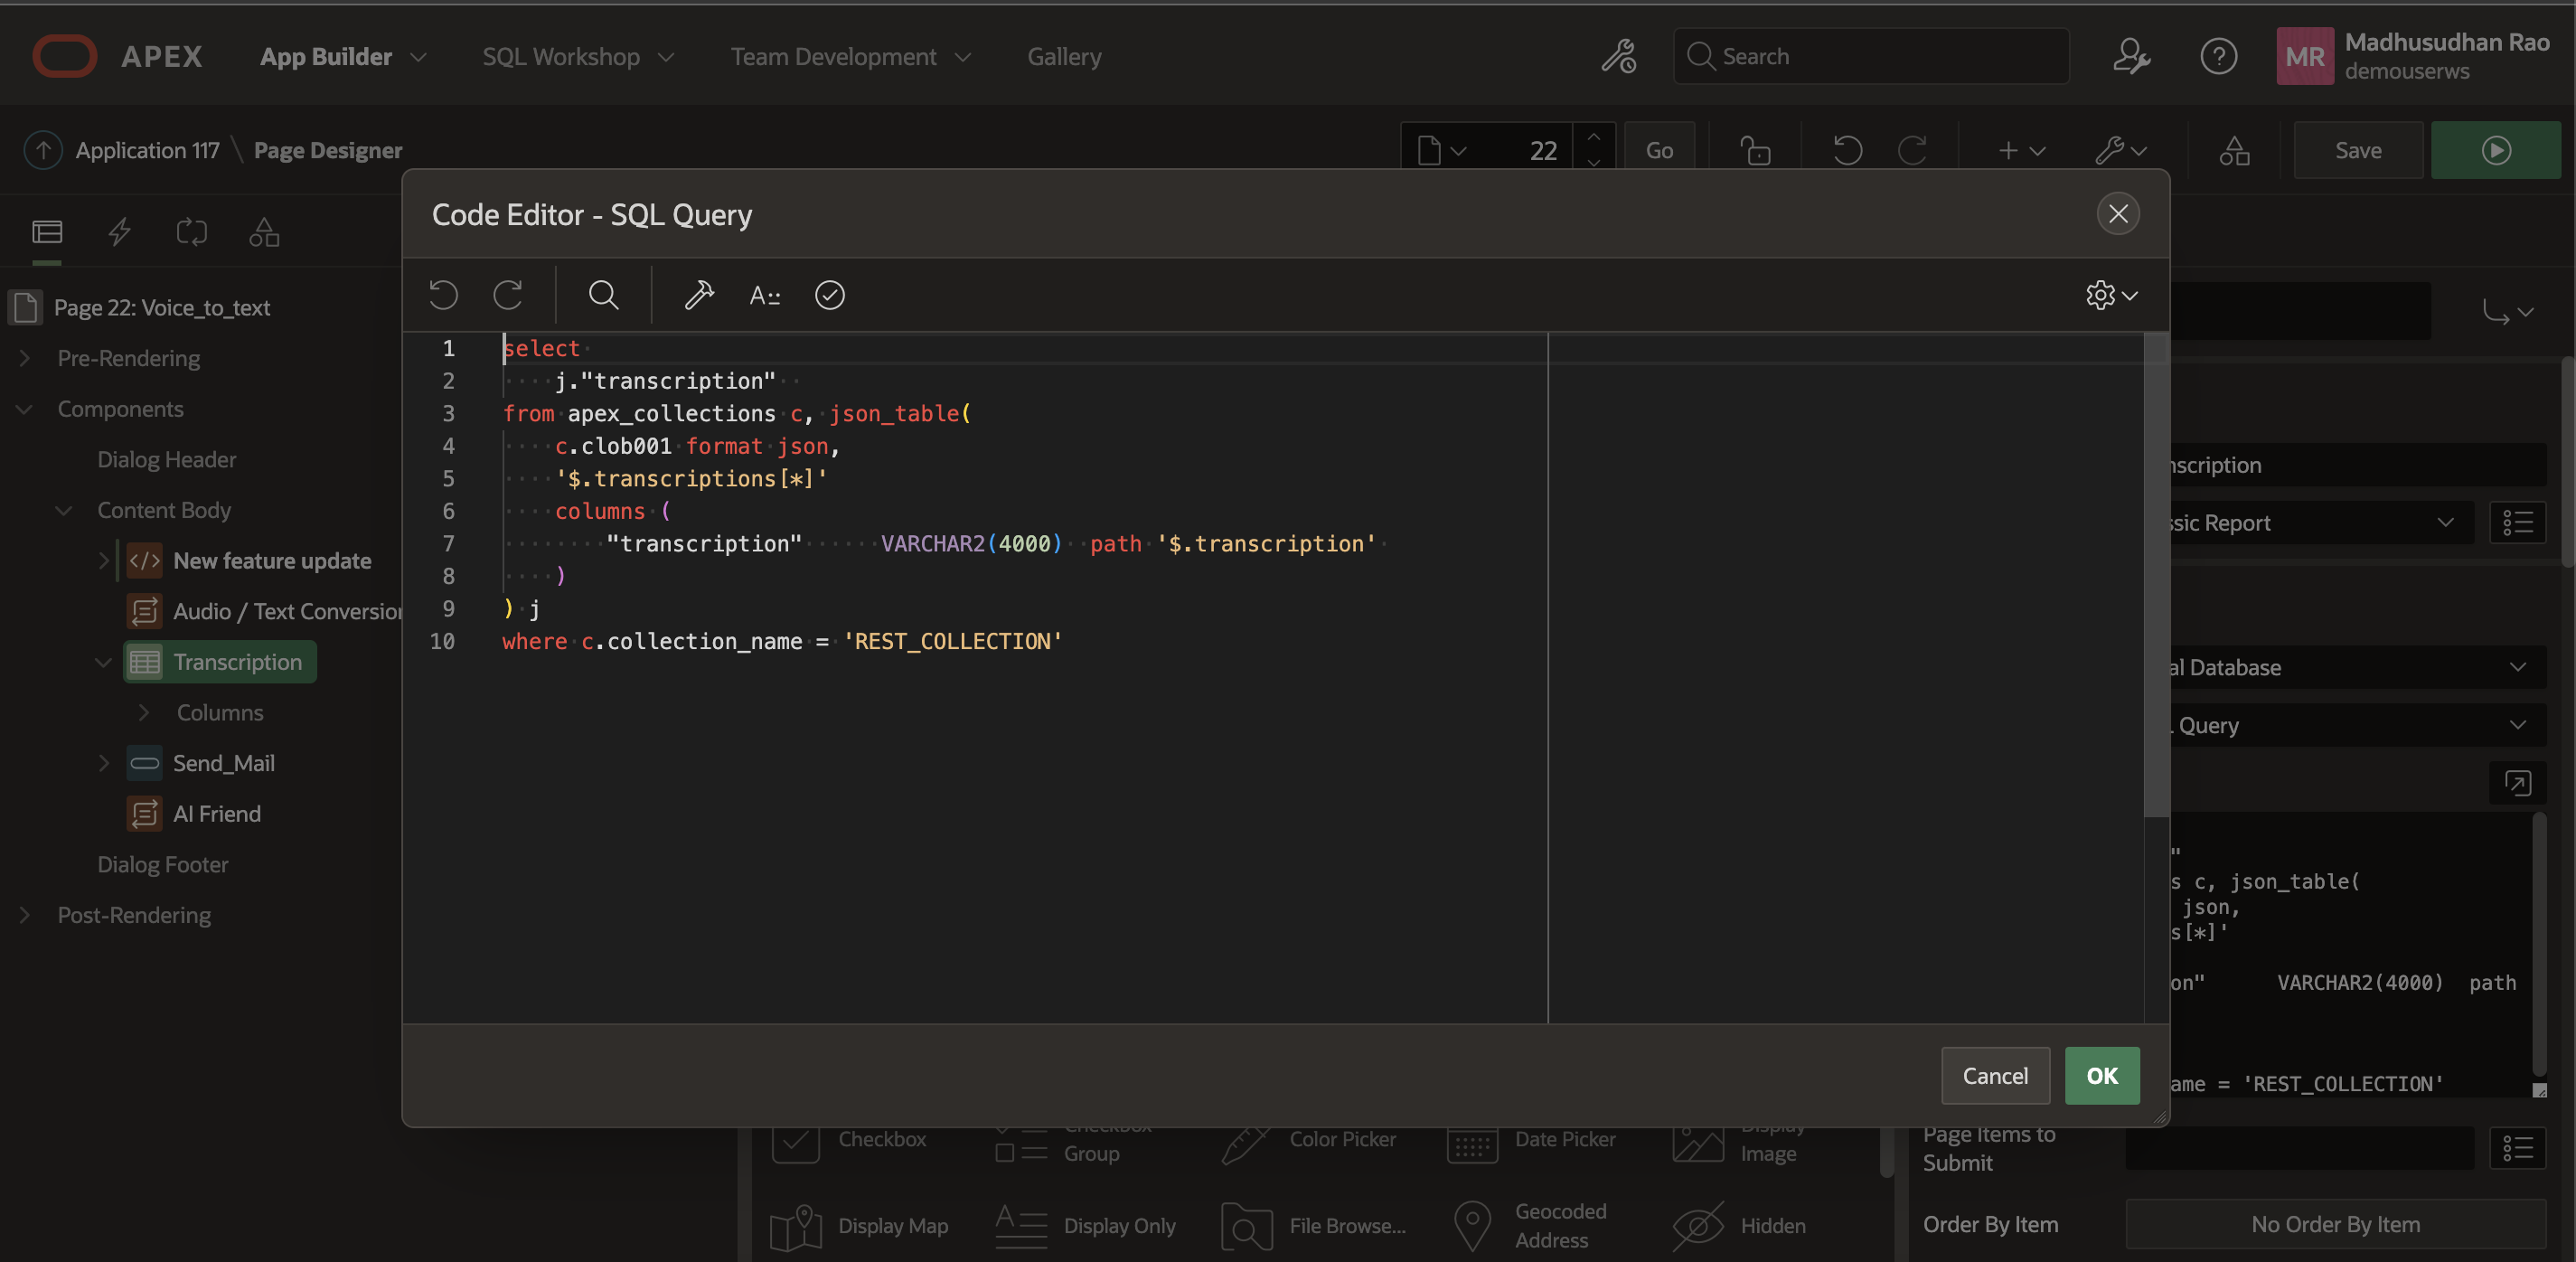 APEX
App Builder
SQL Workshop
Team Development
Gallery
Search
MR
Madhusudhan Rao
demouserws
Application 117 \ Page Designer
22
Go
Save
Code Editor - SQL Query
Page 22: Voice_to_text
Pre-Rendering
Components
Dialog Header
Content Body
New feature update
Audio / Text Conversion
Transcription
Columns
Send_Mail
AI Friend
Dialog Footer
Post-Rendering
1 select
2 j."transcription"
3 from apex_collections c, json_table(
4 c.clob001 format json,
5 '$.transcriptions[*]'
6 columns (
7 "transcription" VARCHAR2(4000) path '$.transcription'
8 )
9 ) j
10 where c.collection_name = 'REST_COLLECTION'
Cancel
OK
nscription
ssic Report
al Database
Query
"
s c, json_table(
json,
s[*]'
on" VARCHAR2(4000) path
ame = 'REST_COLLECTION'
Page Items to
Submit
Order By Item
No Order By Item
Checkbox
Checkbox
Group
Color Picker
Date Picker
Display
Image
Display Map
Display Only
File Browse...
Geocoded
Address
Hidden